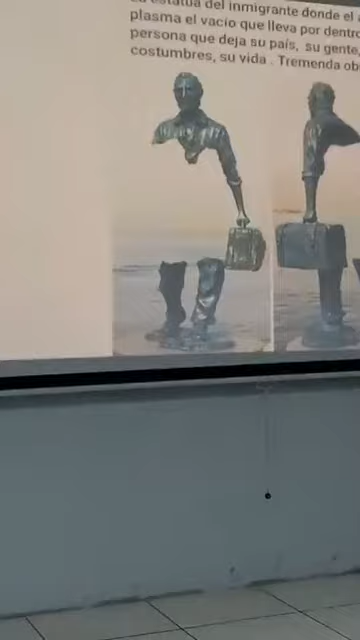 La estatua del inmigrante donde el
plasma el vacío que lleva por dentro
persona que deja su país, su gente,
costumbres, su vida . Tremenda